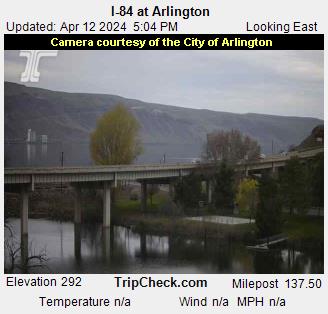 I-84 at Arlington
Updated: Apr 12 2024 5:04 PM Looking East
Camera courtesy of the City of Arlington
Elevation 292 TripCheck.com Milepost 137.50
Temperature n/a Wind n/a MPH n/a